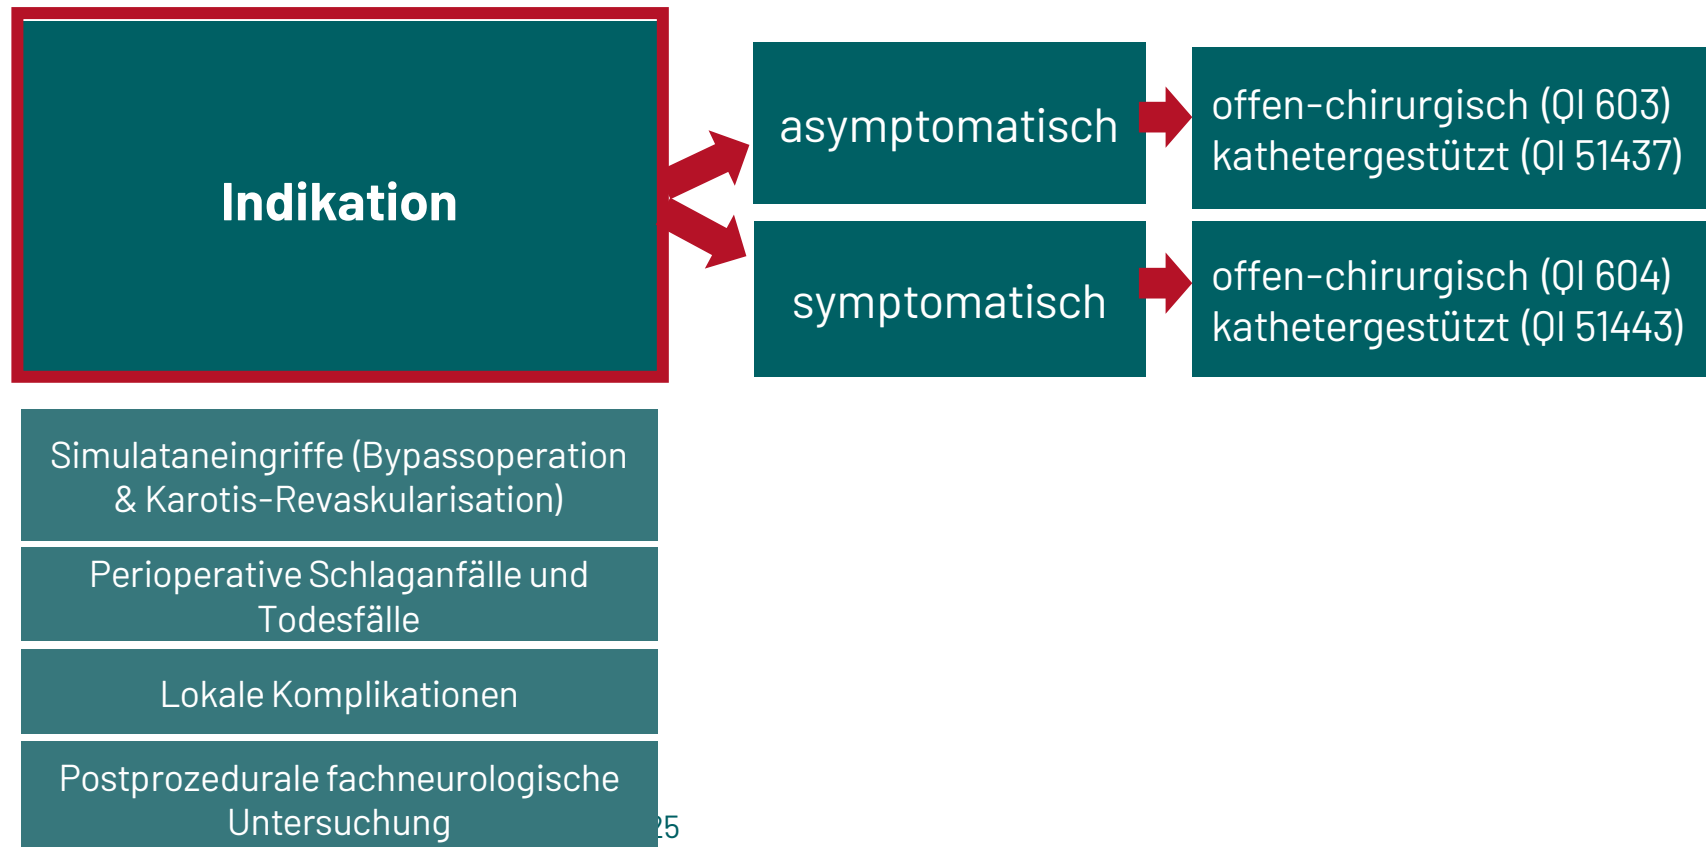 Indikation
asymptomatisch
offen-chirurgisch (QI 603)
kathetergestützt (QI 51437)
symptomatisch
offen-chirurgisch (QI 604)
kathetergestützt (QI 51443)
Simulataneingriffe (Bypassoperation
& Karotis-Revaskularisation)
Perioperative Schlaganfälle und
Todesfälle
Lokale Komplikationen
Postprozedurale fachneurologische
Untersuchung